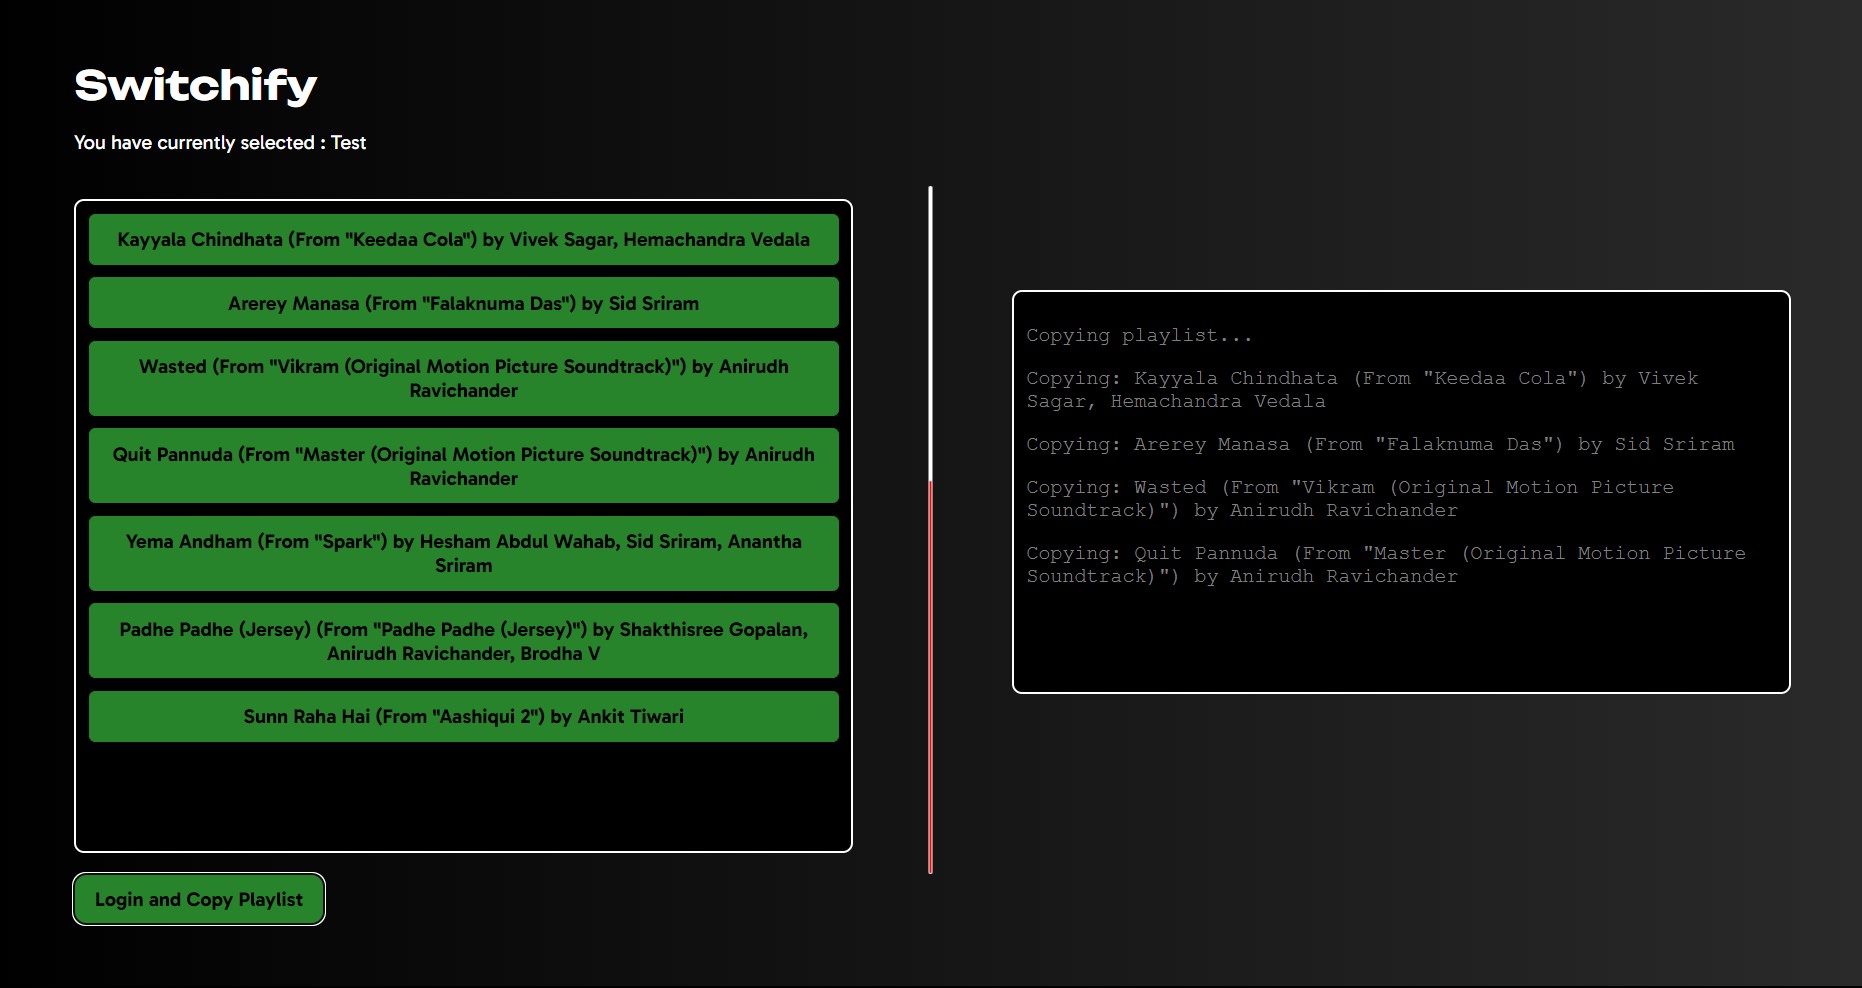 Switchify
You have currently selected : Test
Kayyala Chindhata (From "Keedaa Cola") by Vivek Sagar, Hemachandra Vedala
Arerey Manasa (From "Falaknuma Das") by Sid Sriram
Wasted (From "Vikram (Original Motion Picture Soundtrack)") by Anirudh
Ravichander
Quit Pannuda (From "Master (Original Motion Picture Soundtrack)") by Anirudh
Ravichander
Yema Andham (From "Spark") by Hesham Abdul Wahab, Sid Sriram, Anantha
Sriram
Padhe Padhe (Jersey) (From "Padhe Padhe (Jersey)") by Shakthisree Gopalan,
Anirudh Ravichander, Brodha V
Sunn Raha Hai (From "Aashiqui 2") by Ankit Tiwari
Login and Copy Playlist
Copying playlist...
Copying: Kayyala Chindhata (From "Keedaa Cola") by Vivek
Sagar, Hemachandra Vedala
Copying: Arerey Manasa (From "Falaknuma Das") by Sid Sriram
Copying: Wasted (From "Vikram (Original Motion Picture
Soundtrack)") by Anirudh Ravichander
Copying: Quit Pannuda (From "Master (Original Motion Picture
Soundtrack)") by Anirudh Ravichander